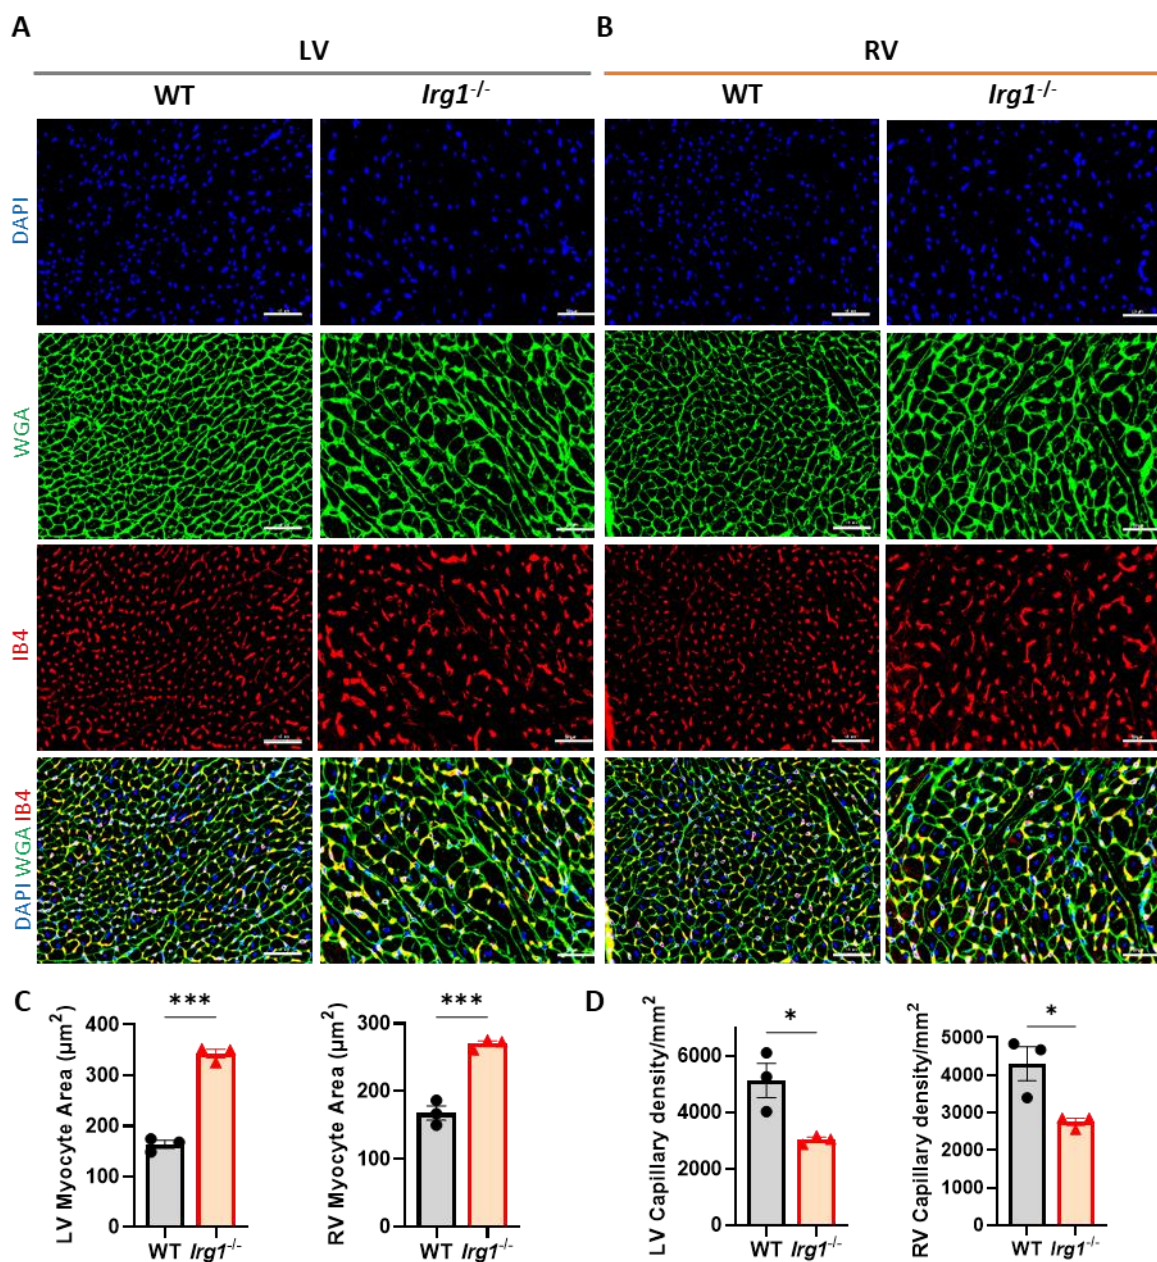 A
B
LV
RV
WT
Irg1-/-
WT
Irg1-/-
DAPI
WGA
IB4
DAPI WGA IB4
C
D
LV Myocyte Area (µm²)
400
300
200
100
0
***
WT Irg1-/-
RV Myocyte Area (µm²)
300
200
100
0
***
WT Irg1-/-
LV Capillary density/mm²
6000
4000
2000
0
*
WT Irg1-/-
RV Capillary density/mm²
5000
4000
3000
2000
1000
0
*
WT Irg1-/-